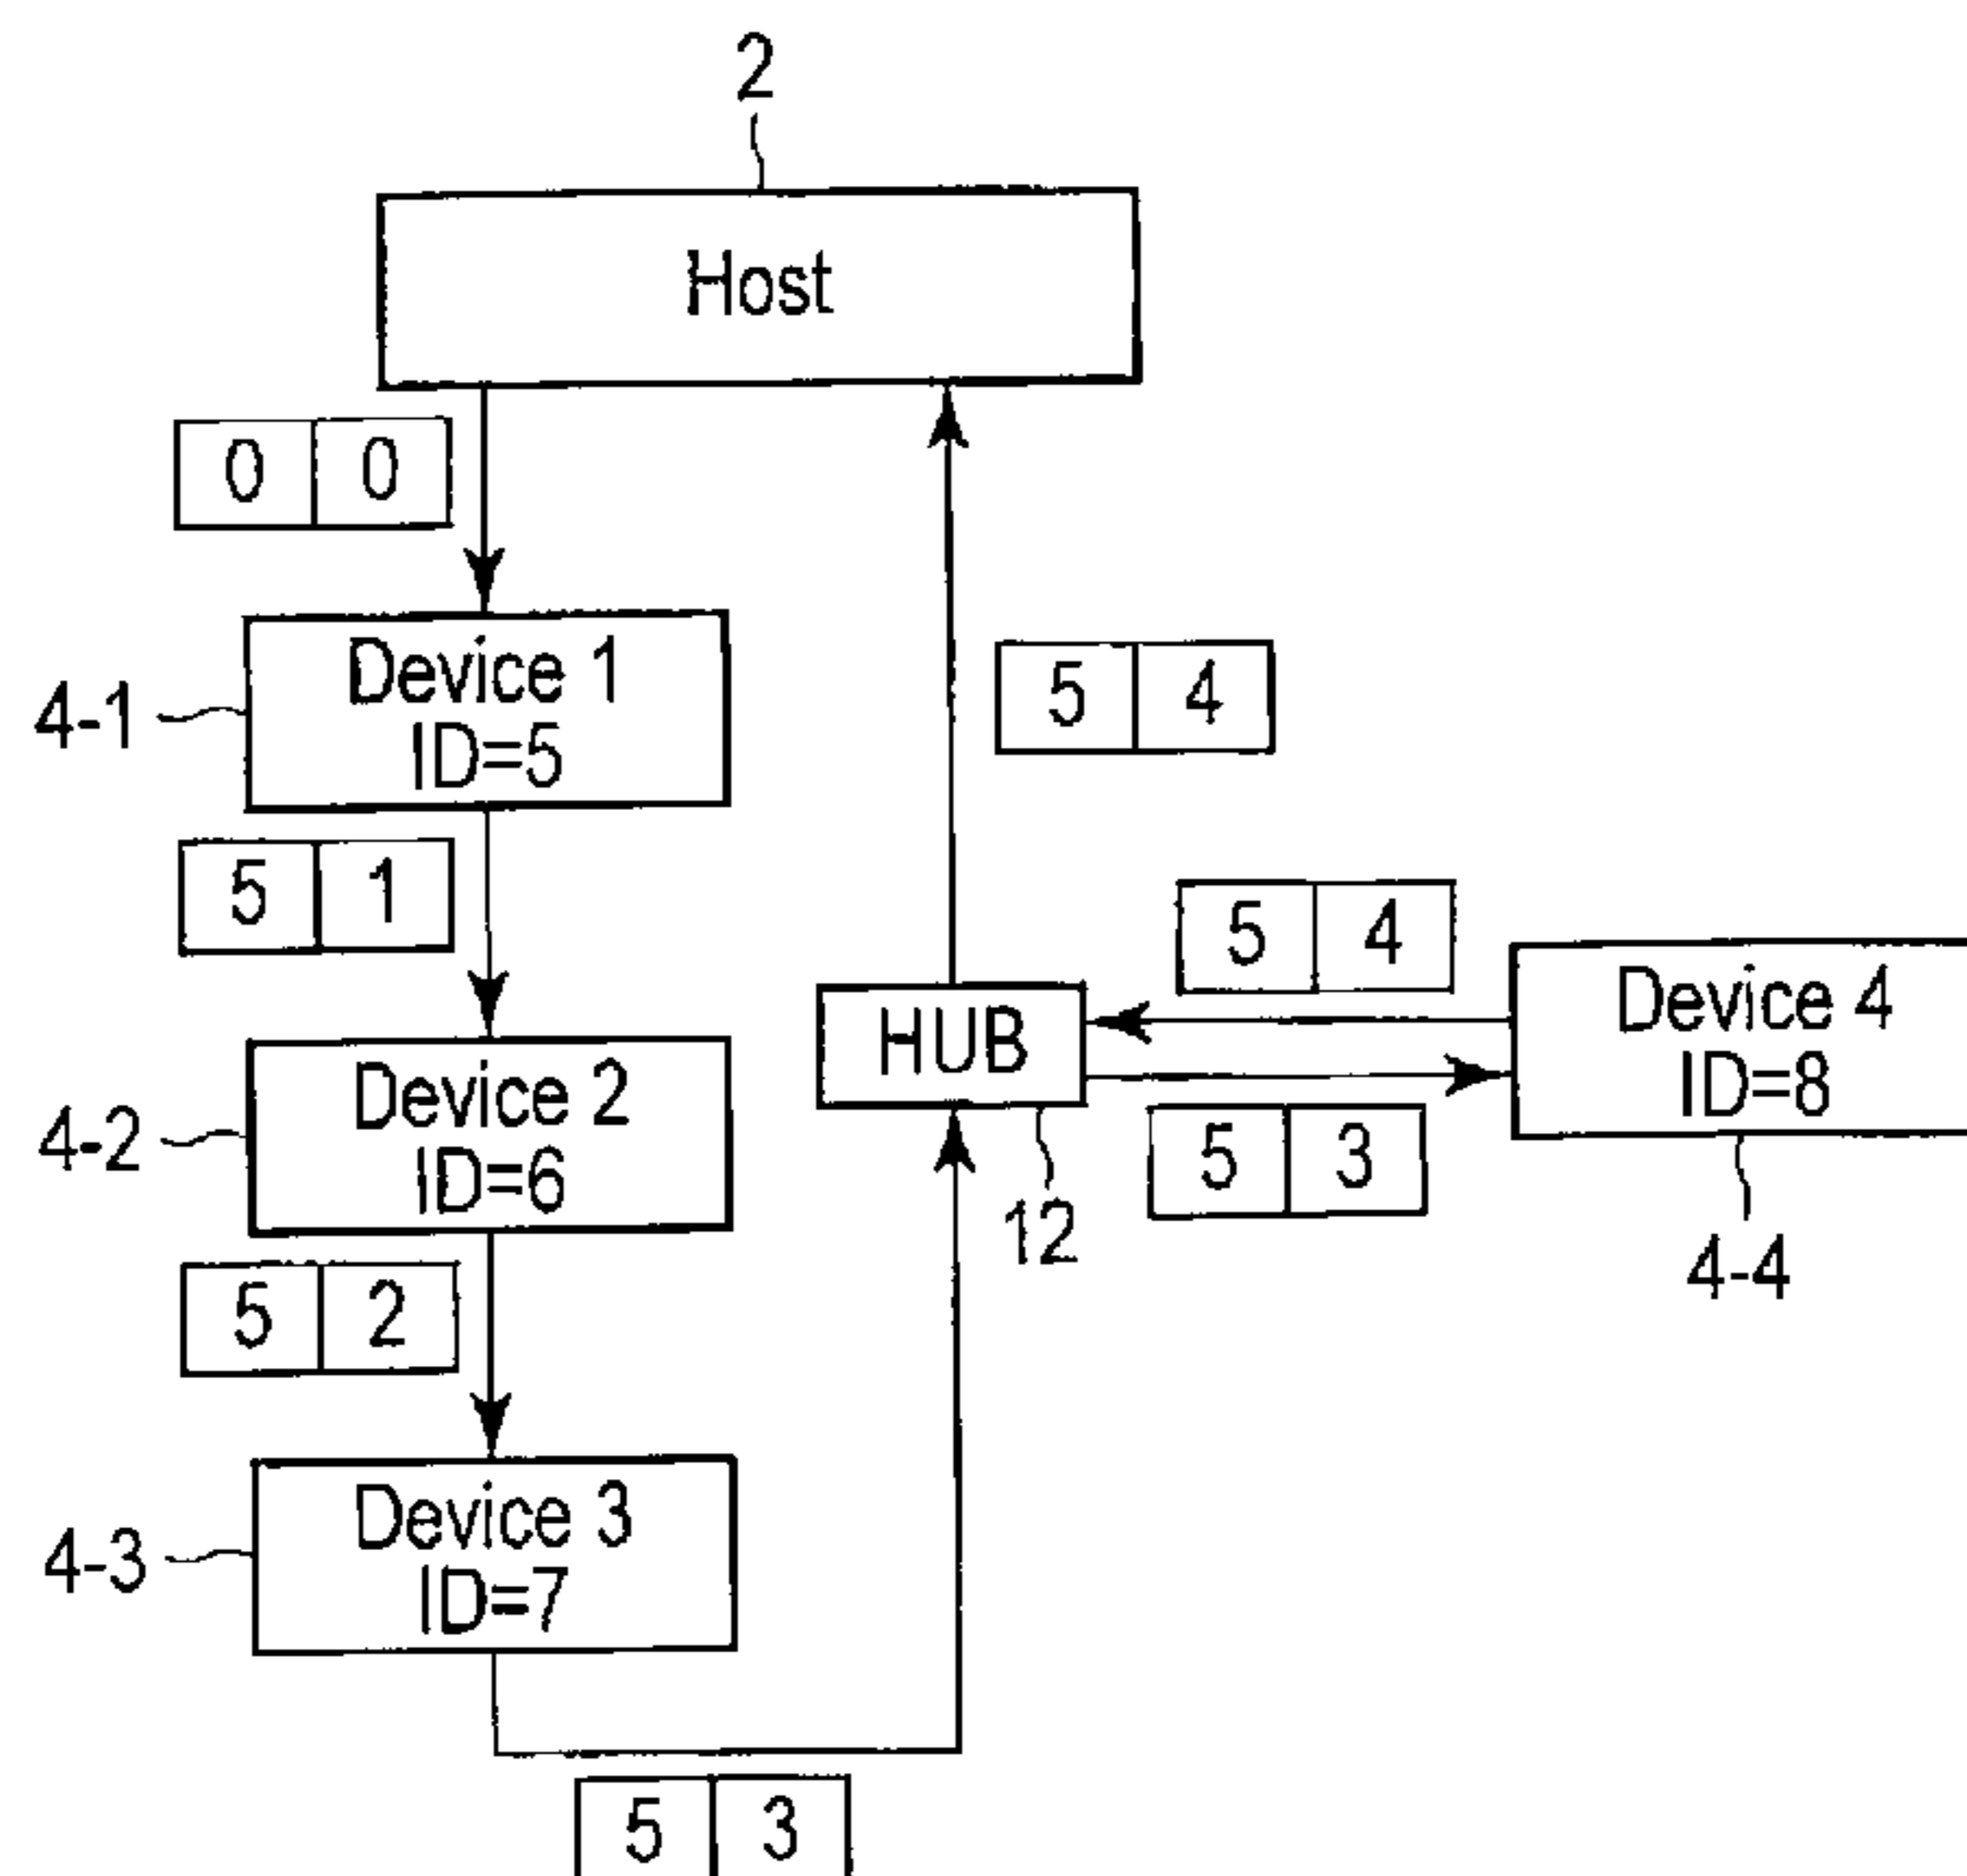 2
Host
0 0
Device 1
ID=5
4-1
5 4
5 1
5 4
Device 4
ID=8
HUB
Device 2
ID=6
4-2
5 3
12
4-4
5 2
Device 3
ID=7
4-3
5 3